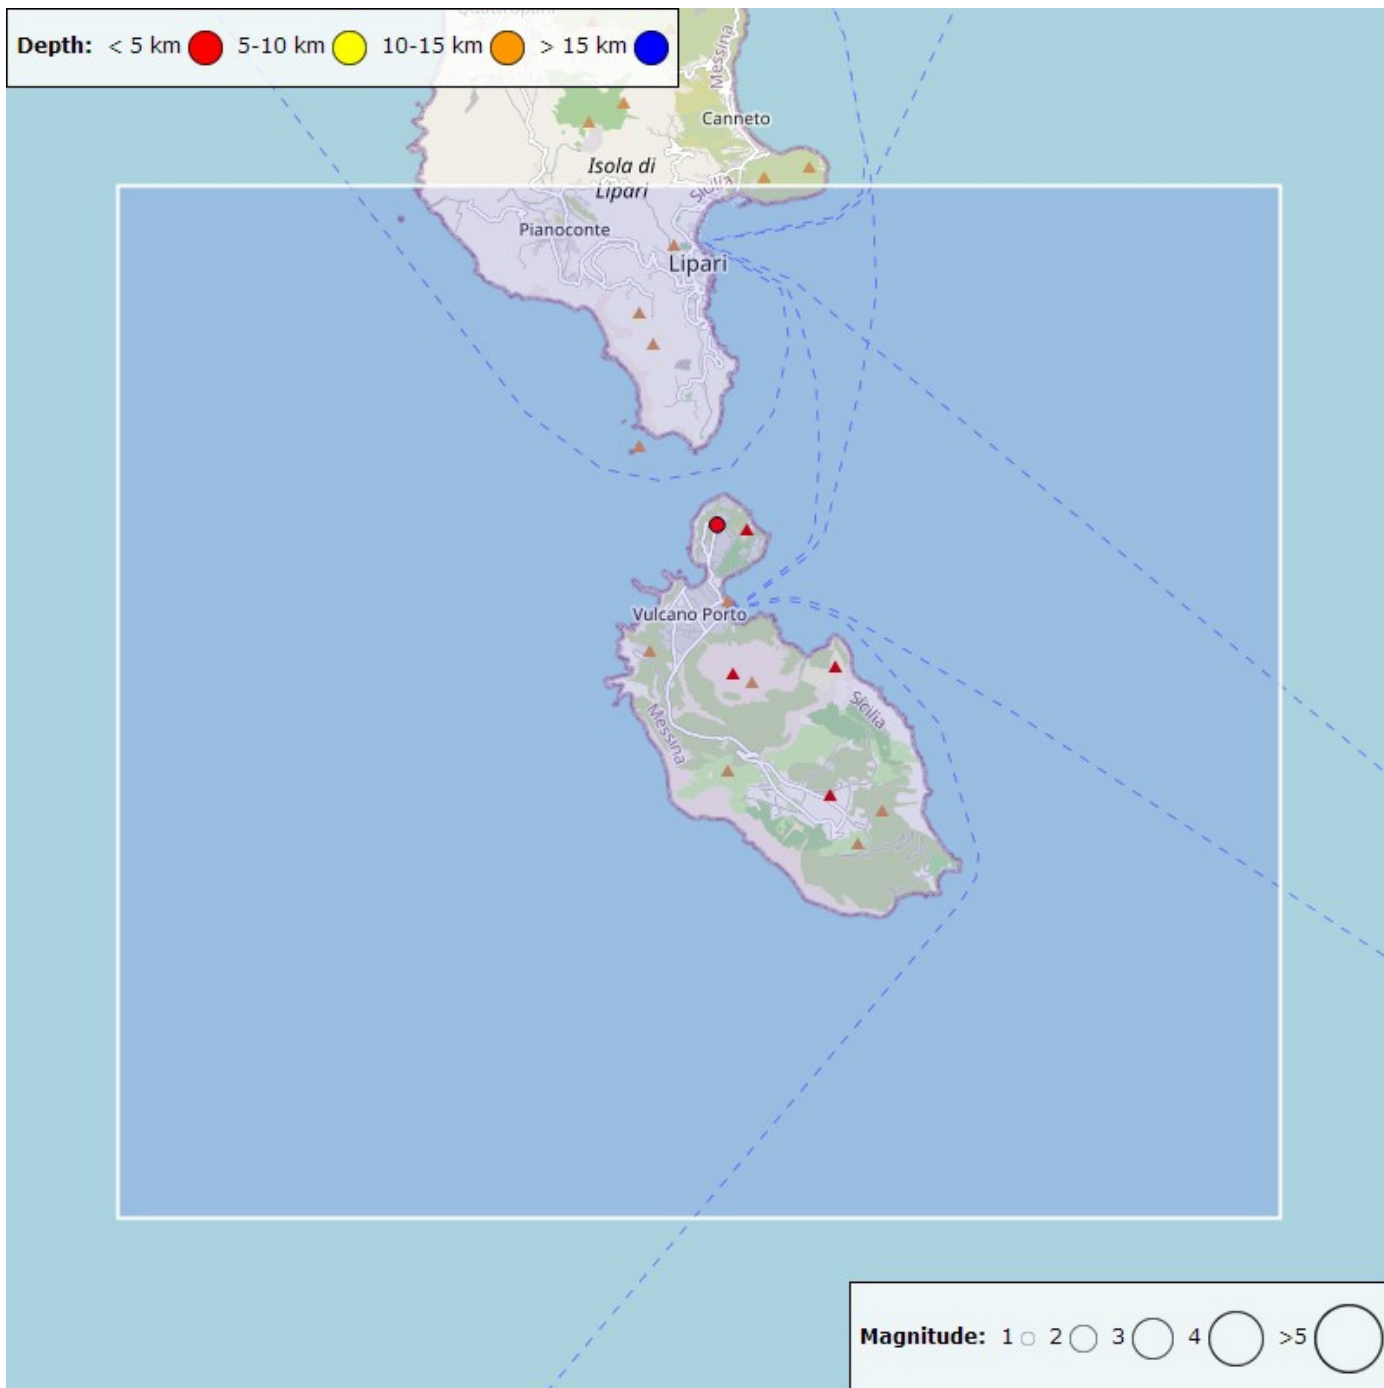 Quattropani
Depth: < 5 km 5-10 km 10-15 km > 15 km
Messina
Canneto
Isola di
Lipari
Sicilia
Pianoconte
Lipari
Vulcano Porto
Sicilia
Messina
Magnitude: 1 2 3 4 >5